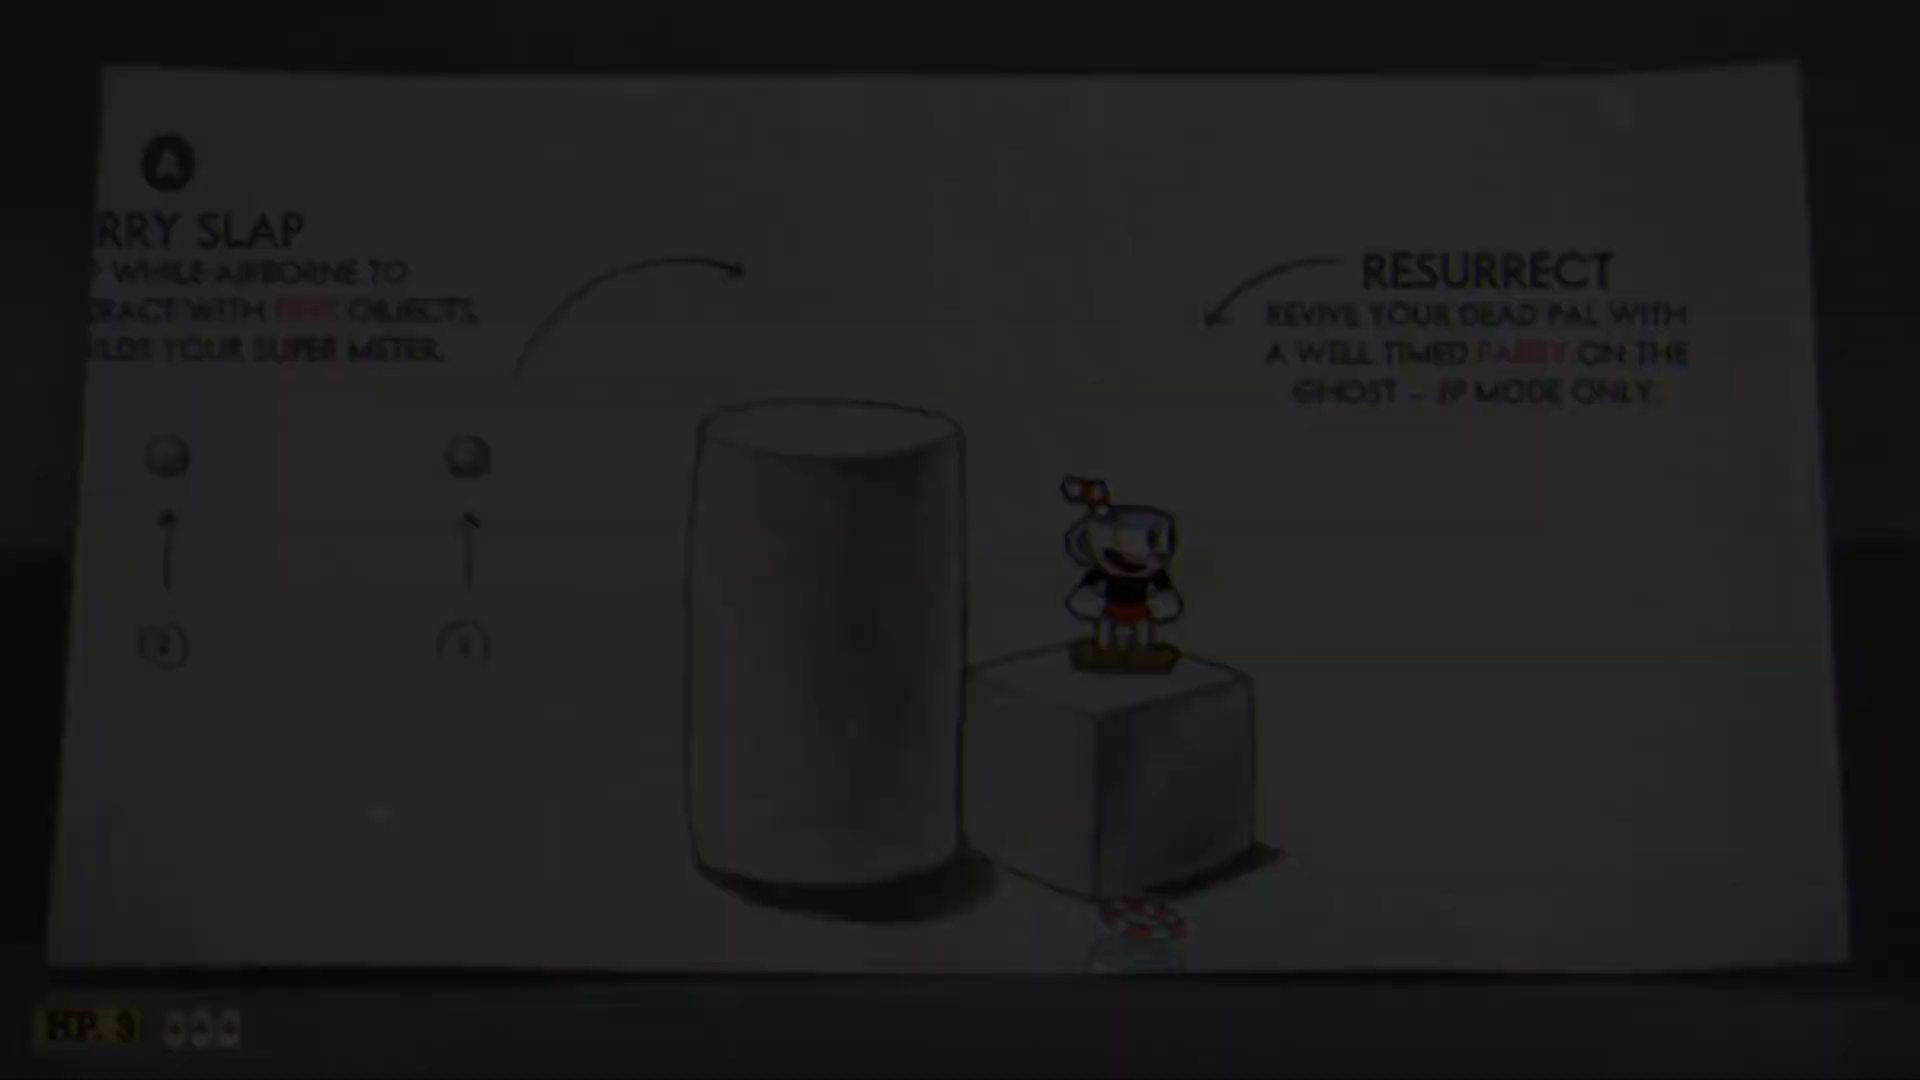 A
RRY SLAP
WHILE AIRBORNE TO
RACT WITH PINK OBJECTS.
ILDS YOUR SUPER METER.
RESURRECT
REVIVE YOUR DEAD PAL WITH
A WELL TIMED PARRY ON THE
GHOST – 2P MODE ONLY.
HP. 3